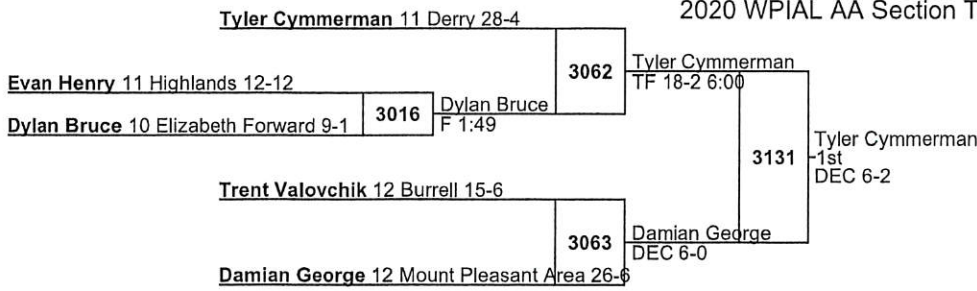 2020 WPIAL AA Section T
Tyler Cymmerman 11 Derry 28-4
3062
Tyler Cymmerman
TF 18-2 6:00
Evan Henry 11 Highlands 12-12
3016
Dylan Bruce
F 1:49
Dylan Bruce 10 Elizabeth Forward 9-1
3131
Tyler Cymmerman
1st
DEC 6-2
Trent Valovchik 12 Burrell 15-6
3063
Damian George
DEC 6-0
Damian George 12 Mount Pleasant Area 26-6